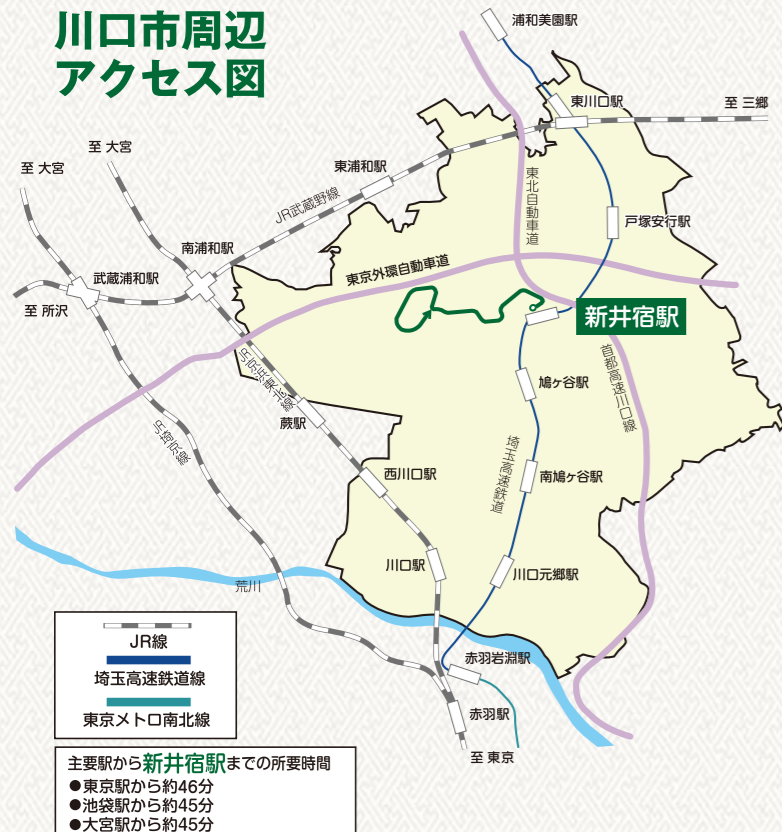 川口市周辺
アクセス図
浦和美園駅
東川口駅
至 三郷
至 大宮
至 大宮
東浦和駅
JR武蔵野線
東北自動車道
戸塚安行駅
南浦和駅
武蔵浦和駅
東京外環自動車道
至 所沢
新井宿駅
JR京浜東北線
首都高速川口線
鳩ヶ谷駅
蕨駅
JR埼京線
埼玉高速鉄道
西川口駅
南鳩ヶ谷駅
川口駅
川口元郷駅
荒川
JR線
埼玉高速鉄道線
東京メトロ南北線
赤羽岩淵駅
赤羽駅
至 東京
主要駅から新井宿駅までの所要時間
●東京駅から約46分
●池袋駅から約45分
●大宮駅から約45分